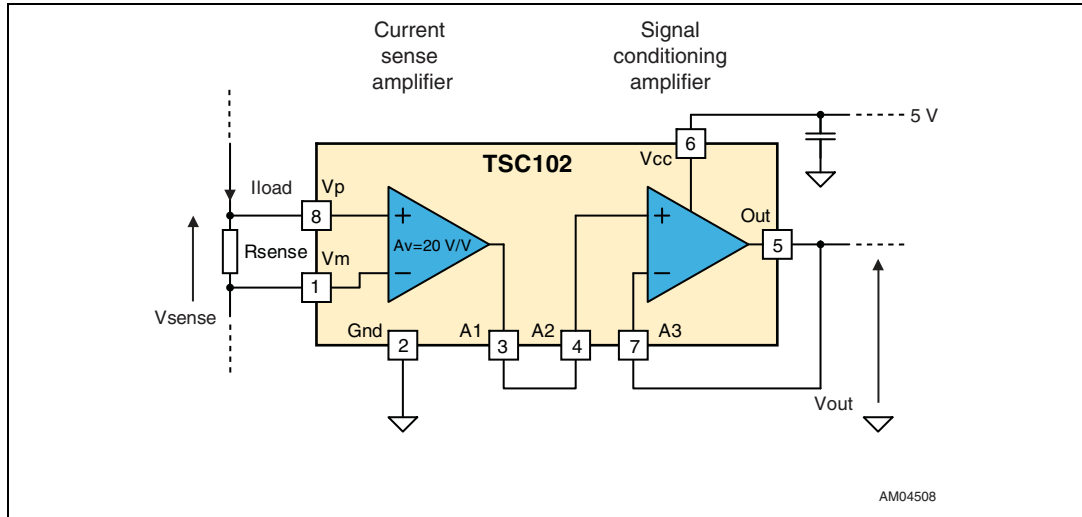 Current
sense
amplifier
Signal
conditioning
amplifier
5 V
6
Vcc
TSC102
Iload
Vp
8
+
Av=20 V/V
−
Rsense
Vm
1
Vsense
+
−
Out
5
Gnd
A1
A2
A3
2
3
4
7
Vout
AM04508